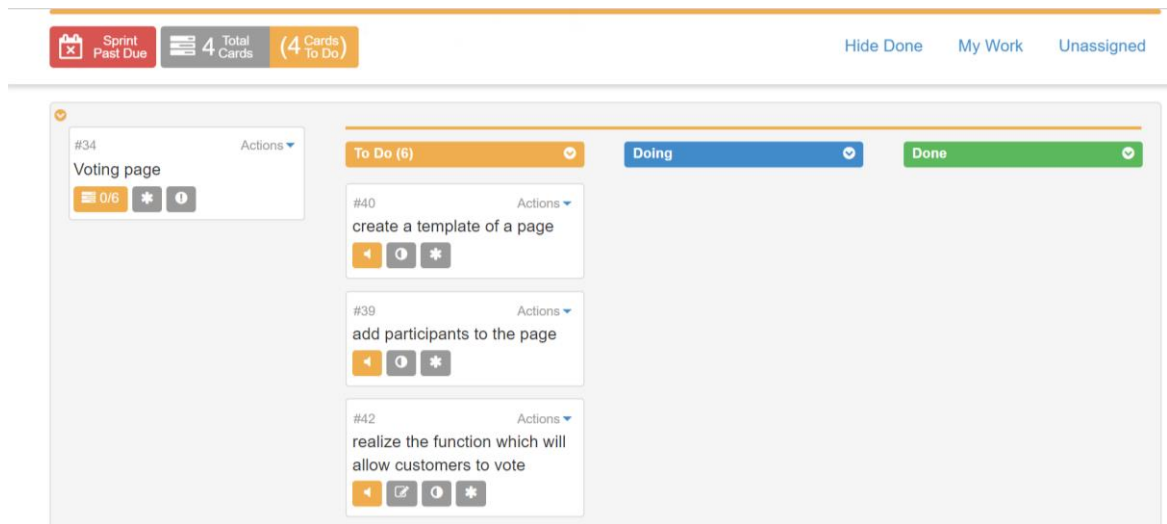 Sprint
Past Due
4 Total
Cards
(4 Cards
To Do)
Hide Done
My Work
Unassigned
#34
Actions
Voting page
0/6
To Do (6)
Doing
Done
#40
Actions
create a template of a page
#39
Actions
add participants to the page
#42
Actions
realize the function which will
allow customers to vote